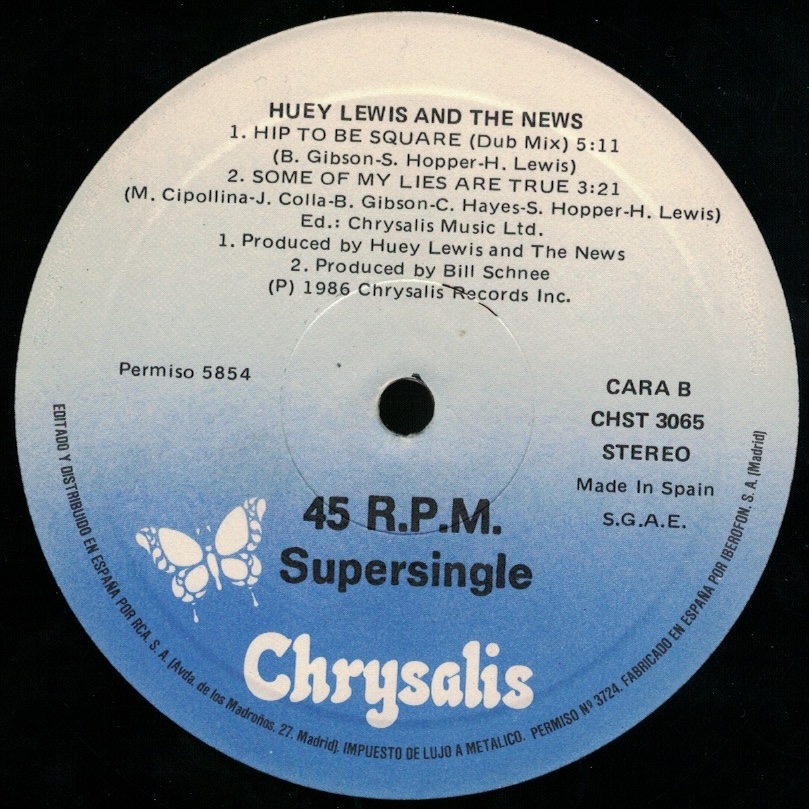 HUEY LEWIS AND THE NEWS
1. HIP TO BE SQUARE (Dub Mix) 5:11
(B. Gibson-S. Hopper-H. Lewis)
2. SOME OF MY LIES ARE TRUE 3:21
(M. Cipollina-J. Colla-B. Gibson-C. Hayes-S. Hopper-H. Lewis)
Ed.: Chrysalis Music Ltd.
1. Produced by Huey Lewis and The News
2. Produced by Bill Schnee
(P) 1986 Chrysalis Records Inc.
Permiso 5854
CARA B
CHST 3065
STEREO
Made In Spain
S.G.A.E.
45 R.P.M.
Supersingle
Chrysalis
EDITADO Y DISTRIBUIDO EN ESPAÑA POR RCA. S. A. (Avda. de los Madroños, 27. Madrid). IMPUESTO DE LUJO A METALICO. PERMISO Nº 3724. FABRICADO EN ESPAÑA POR IBEROFON, S. A. (Madrid)